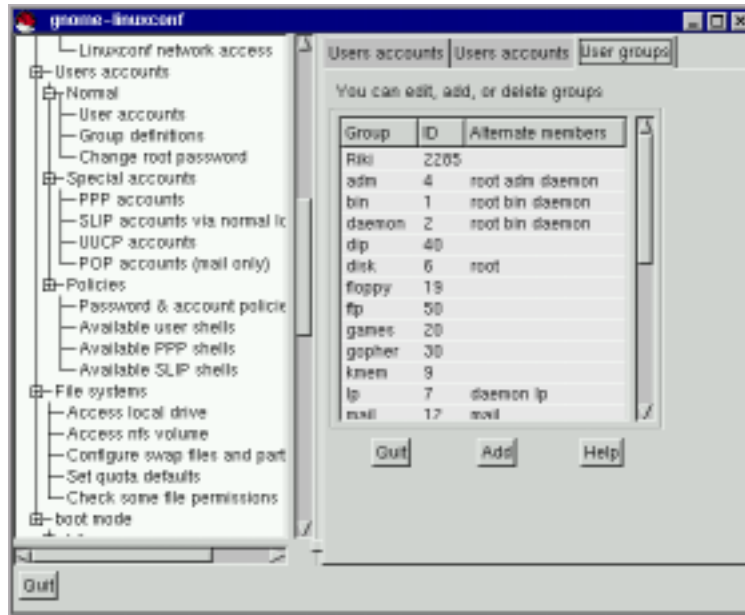 gnome-linuxconf
Linuxconf network access
Users accounts
Normal
User accounts
Group definitions
Change root password
Special accounts
PPP accounts
SLIP accounts via normal lo
UUCP accounts
POP accounts (mail only)
Policies
Password & account policie
Available user shells
Available PPP shells
Available SLIP shells
File systems
Access local drive
Access nfs volume
Configure swap files and part
Set quota defaults
Check some file permissions
boot mode
Quit
Users accounts Users accounts User groups
You can edit, add, or delete groups
Group ID Alternate members
Riki 2285
adm 4 root adm daemon
bin 1 root bin daemon
daemon 2 root bin daemon
dip 40
disk 6 root
floppy 19
ftp 50
games 20
gopher 30
kmem 9
lp 7 daemon lp
mail 12 mail
Quit Add Help